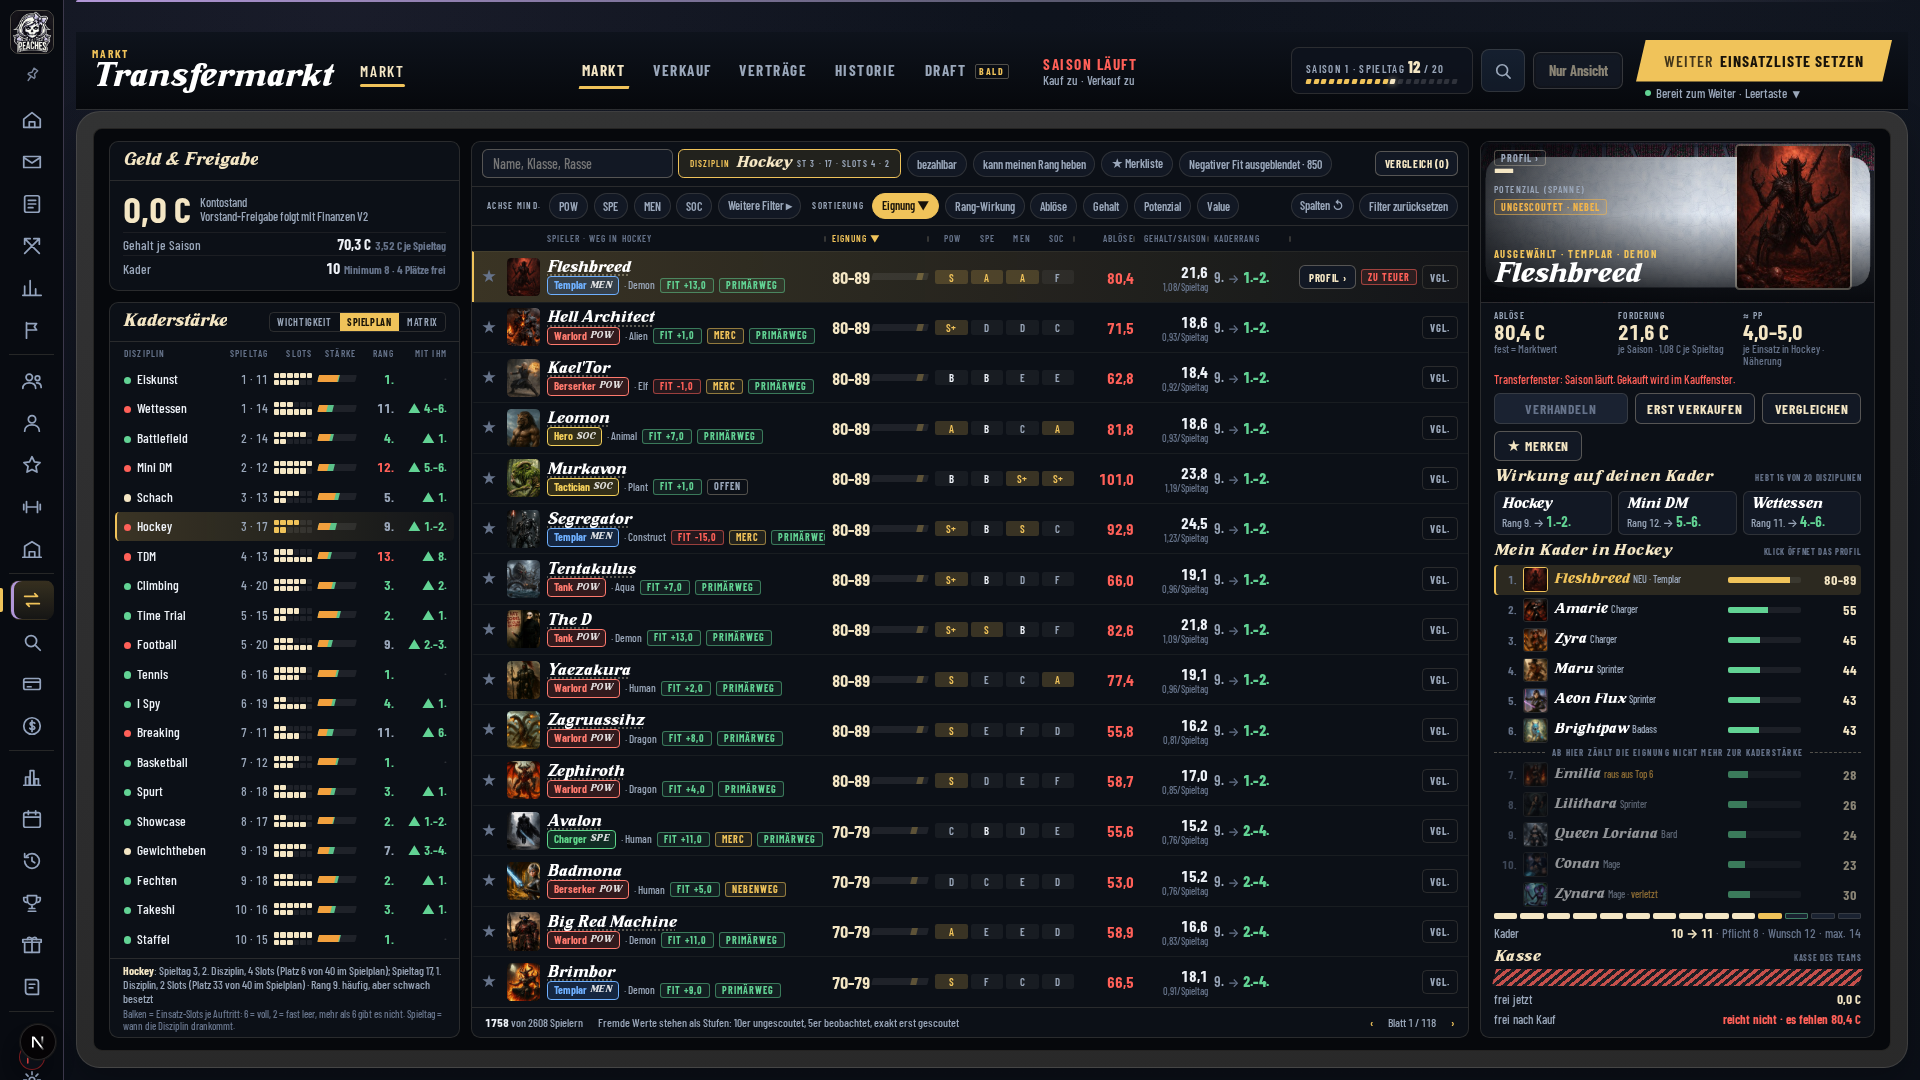 MARKT
Transfermarkt
MARKT
MARKT VERKAUF VERTRÄGE HISTORIE DRAFT BALD
SAISON LÄUFT
Kauf zu · Verkauf zu
SAISON 1 · SPIELTAG 12 / 20
Nur Ansicht
WEITER EINSATZLISTE SETZEN
Bereit zum Weiter · Leertaste ▼
Geld & Freigabe
0,0 C
Kontostand
Vorstand-Freigabe folgt mit Finanzen V2
Gehalt je Saison 70,3 C 3,52 C je Spieltag
Kader 10 Minimum 8 · 4 Plätze frei
Kaderstärke
WICHTIGKEIT SPIELPLAN MATRIX
DISZIPLIN SPIELTAG SLOTS STÄRKE RANG MIT IHM
Eiskunst 1 · 11 1. ·
Wettessen 1 · 14 11. ▲ 4.-6.
Battlefield 2 · 14 4. ▲ 1.
Mini DM 2 · 12 12. ▲ 5.-6.
Schach 3 · 13 5. ▲ 1.
Hockey 3 · 17 9. ▲ 1.-2.
TDM 4 · 13 13. ▲ 8.
Climbing 4 · 20 3. ▲ 2.
Time Trial 5 · 15 2. ▲ 1.
Football 5 · 20 9. ▲ 2.-3.
Tennis 6 · 16 1. ·
I Spy 6 · 19 4. ▲ 1.
Breaking 7 · 11 11. ▲ 6.
Basketball 7 · 12 1. ·
Spurt 8 · 18 3. ▲ 1.
Showcase 8 · 17 2. ▲ 1.-2.
Gewichtheben 9 · 19 7. ▲ 3.-4.
Fechten 9 · 18 2. ▲ 1.
Takeshi 10 · 16 3. ▲ 1.
Staffel 10 · 15 1. ·
Hockey: Spieltag 3, 2. Disziplin, 4 Slots (Platz 6 von 40 im Spielplan); Spieltag 17, 1.
Disziplin, 2 Slots (Platz 33 von 40 im Spielplan) · Rang 9. häufig, aber schwach
besetzt
Balken = Einsatz-Slots je Auftritt: 6 = voll, 2 = fast leer, mehr als 6 gibt es nicht. Spieltag =
wann die Disziplin drankommt.
Name, Klasse, Rasse
DISZIPLIN Hockey ST 3 · 17 · SLOTS 4 · 2
bezahlbar
kann meinen Rang heben
★ Merkliste
Negativer Fit ausgeblendet · 850
VERGLEICH (0)
ACHSE MIND. POW SPE MEN SOC Weitere Filter ▸
SORTIERUNG Eignung ▼ Rang-Wirkung Ablöse Gehalt Potenzial Value
Spalten ↺ Filter zurücksetzen
SPIELER · WEG IN HOCKEY EIGNUNG ▼ POW SPE MEN SOC ABLÖSE GEHALT/SAISON KADERRANG
Fleshbreed
Templar MEN · Demon FIT +13,0 PRIMÄRWEG
80–89 S A A F 80,4 21,6 1,08/Spieltag 9. → 1.-2. PROFIL › ZU TEUER VGL.
Hell Architect
Warlord POW · Alien FIT +1,0 MERC PRIMÄRWEG
80–89 S+ D D C 71,5 18,6 0,93/Spieltag 9. → 1.-2. VGL.
Kael'Tor
Berserker POW · Elf FIT -1,0 MERC PRIMÄRWEG
80–89 B B E E 62,8 18,4 0,92/Spieltag 9. → 1.-2. VGL.
Leomon
Hero SOC · Animal FIT +7,0 PRIMÄRWEG
80–89 A B C A 81,8 18,6 0,93/Spieltag 9. → 1.-2. VGL.
Murkavon
Tactician SOC · Plant FIT +1,0 OFFEN
80–89 B B S+ S+ 101,0 23,8 1,19/Spieltag 9. → 1.-2. VGL.
Segregator
Templar MEN · Construct FIT -15,0 MERC PRIMÄRWE
80–89 S+ B S C 92,9 24,5 1,23/Spieltag 9. → 1.-2. VGL.
Tentakulus
Tank POW · Aqua FIT +7,0 PRIMÄRWEG
80–89 S+ B D F 66,0 19,1 0,96/Spieltag 9. → 1.-2. VGL.
The D
Tank POW · Demon FIT +13,0 PRIMÄRWEG
80–89 S+ S B F 82,6 21,8 1,09/Spieltag 9. → 1.-2. VGL.
Yaezakura
Warlord POW · Human FIT +2,0 PRIMÄRWEG
80–89 S E C A 77,4 19,1 0,96/Spieltag 9. → 1.-2. VGL.
Zagruassihz
Warlord POW · Dragon FIT +8,0 PRIMÄRWEG
80–89 S E F D 55,8 16,2 0,81/Spieltag 9. → 1.-2. VGL.
Zephiroth
Warlord POW · Dragon FIT +4,0 PRIMÄRWEG
80–89 S D E F 58,7 17,0 0,85/Spieltag 9. → 1.-2. VGL.
Avalon
Charger SPE · Human FIT +11,0 MERC PRIMÄRWEG
70–79 C B D E 55,6 15,2 0,76/Spieltag 9. → 2.-4. VGL.
Badmona
Berserker POW · Human FIT +5,0 NEBENWEG
70–79 D C E D 53,0 15,2 0,76/Spieltag 9. → 2.-4. VGL.
Big Red Machine
Warlord POW · Demon FIT +11,0 PRIMÄRWEG
70–79 A E E D 58,9 16,6 0,83/Spieltag 9. → 2.-4. VGL.
Brimbor
Templar MEN · Demon FIT +9,0 PRIMÄRWEG
70–79 S F C D 66,5 18,1 0,91/Spieltag 9. → 2.-4. VGL.
1758 von 2608 Spielern Fremde Werte stehen als Stufen: 10er ungescoutet, 5er beobachtet, exakt erst gescoutet
‹ Blatt 1 / 118 ›
PROFIL ›
POTENZIAL (SPANNE)
UNGESCOUTET · NEBEL
AUSGEWÄHLT · TEMPLAR · DEMON
Fleshbreed
ABLÖSE FORDERUNG ≈ PP
80,4 C 21,6 C 4,0–5,0
fest = Marktwert je Saison · 1,08 C je Spieltag je Einsatz in Hockey · Näherung
Transferfenster: Saison läuft. Gekauft wird im Kauffenster.
VERHANDELN ERST VERKAUFEN VERGLEICHEN
★ MERKEN
Wirkung auf deinen Kader HEBT 16 VON 20 DISZIPLINEN
Hockey Mini DM Wettessen
Rang 9. → 1.-2. Rang 12. → 5.-6. Rang 11. → 4.-6.
Mein Kader in Hockey KLICK ÖFFNET DAS PROFIL
1. Fleshbreed NEU · Templar 80–89
2. Amarie Charger 55
3. Zyra Charger 45
4. Maru Sprinter 44
5. Aeon Flux Sprinter 43
6. Brightpaw Badass 43
AB HIER ZÄHLT DIE EIGNUNG NICHT MEHR ZUR KADERSTÄRKE
7. Emilia raus aus Top 6 28
8. Lilithara Sprinter 26
9. Queen Loriana Bard 24
10. Conan Mage 23
Zynara Mage · verletzt 30
Kader 10 → 11 · Pflicht 8 · Wunsch 12 · max. 14
Kasse KASSE DES TEAMS
frei jetzt 0,0 C
frei nach Kauf reicht nicht · es fehlen 80,4 C
N